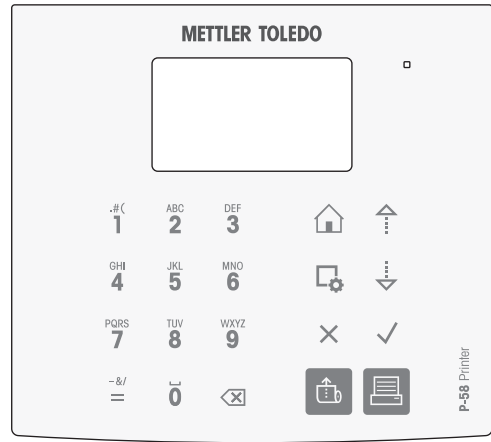 METTLER TOLEDO
.#( ABC DEF
1 2 3
GHI JKL MNO
4 5 6
PQRS TUV WXYZ
7 8 9
-&/ ⎵
= 0
P-58 Printer